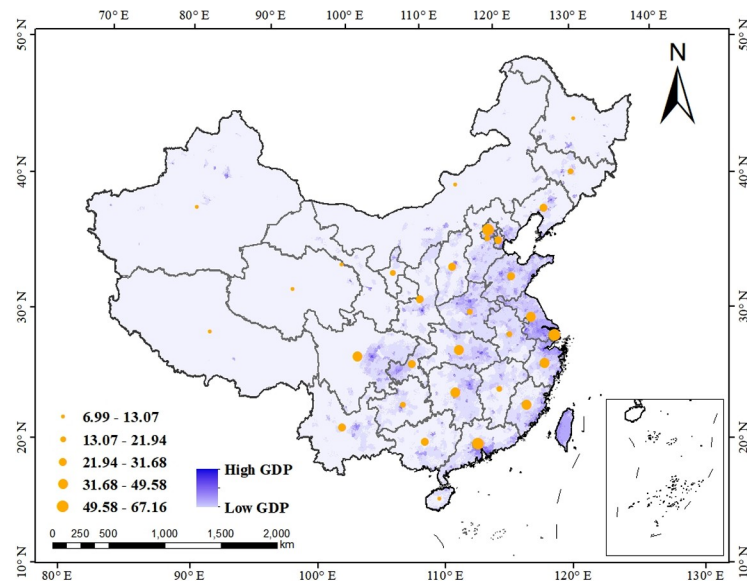 70° E 80° E 90° E 100° E 110° E 120° E 130° E 140° E
50° N 50° N
N
40° N 40° N
30° N 30° N
6.99 - 13.07
13.07 - 21.94
20° N 20° N
21.94 - 31.68
High GDP
31.68 - 49.58
49.58 - 67.16
Low GDP
0 250 500 1,000 1,500 2,000
km
10° N 10° N
80° E 90° E 100° E 110° E 120° E 130° E